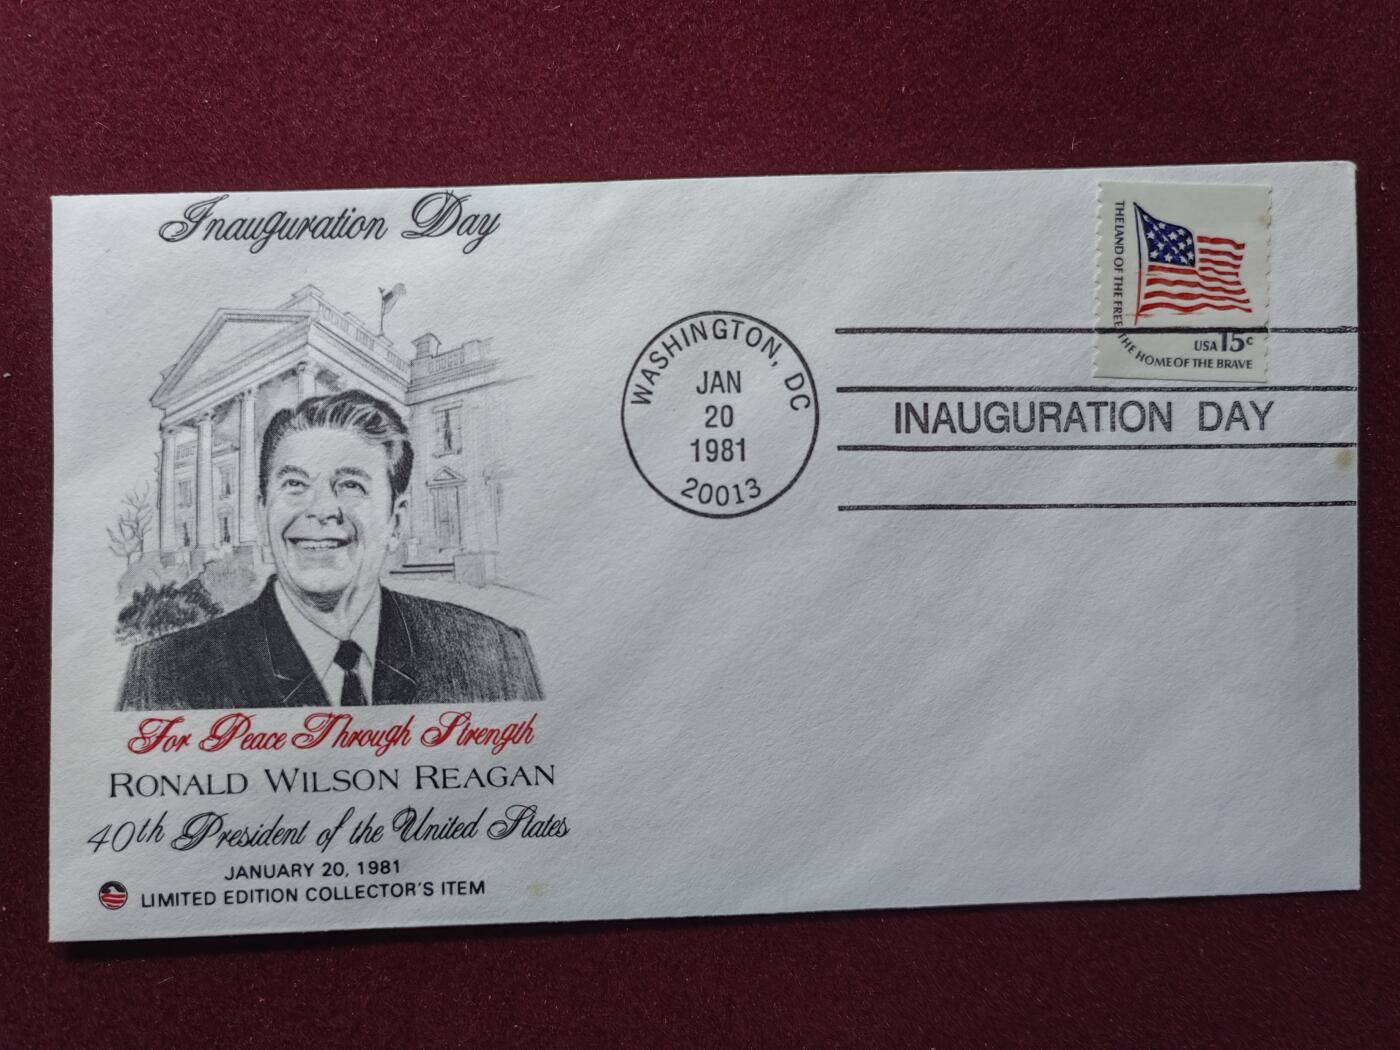 Inauguration Day
THE LAND OF THE FREE
THE HOME OF THE BRAVE
USA 15c
WASHINGTON, DC
JAN
20
1981
20013
INAUGURATION DAY
For Peace Through Strength
RONALD WILSON REAGAN
40th President of the United States
JANUARY 20, 1981
LIMITED EDITION COLLECTOR'S ITEM